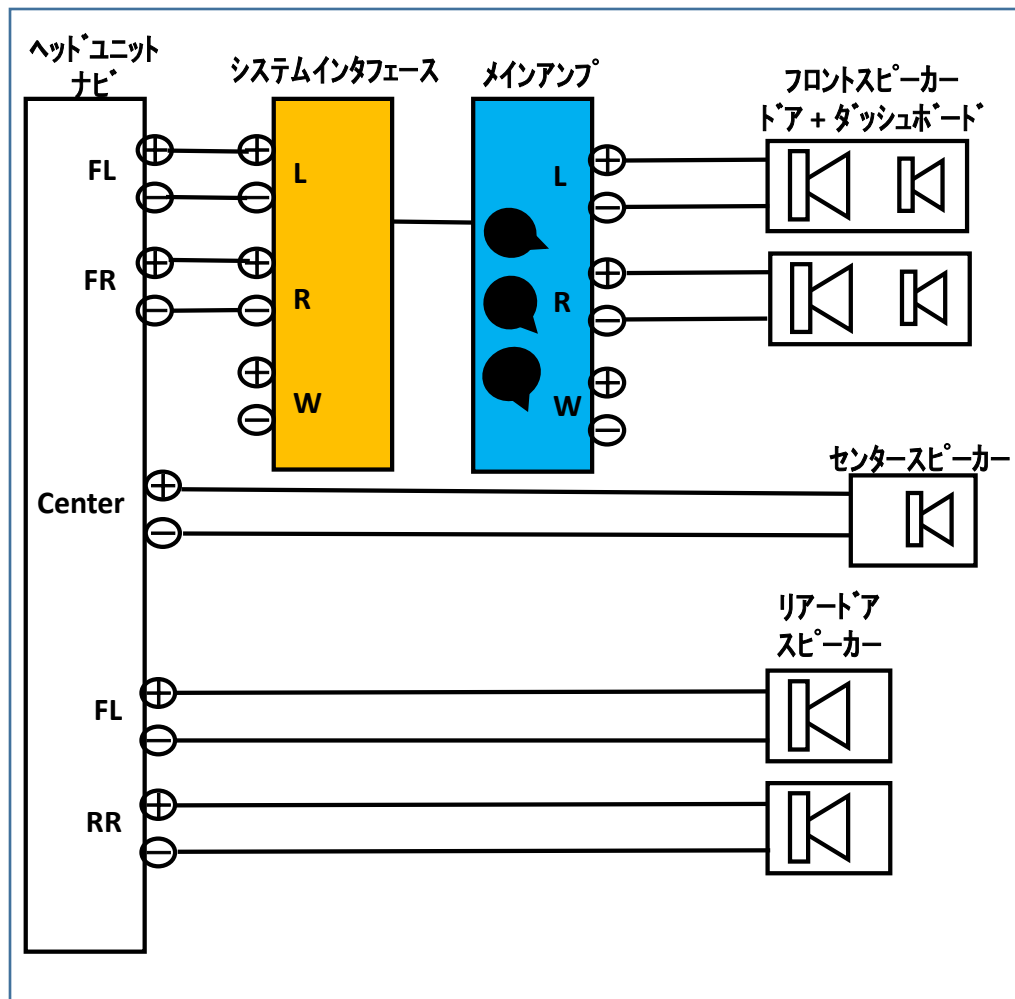 ヘッドユニット
ナビ
システムインタフェース
メインアンプ
フロントスピーカー
ドア + ダッシュボード
FL
FR
L
R
W
L
R
W
センタースピーカー
Center
リアードア
スピーカー
FL
RR